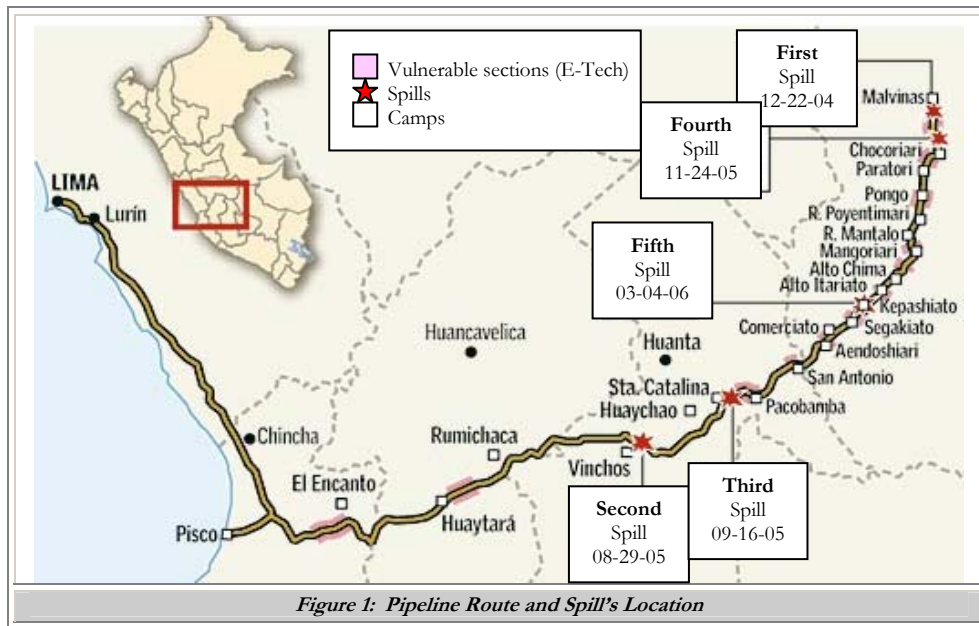 Vulnerable sections (E-Tech)
Spills
Camps
First
Spill
12-22-04
Fourth
Spill
11-24-05
Fifth
Spill
03-04-06
Malvinas
Chocoriari
Paratori
Pongo
R. Poyentimari
R. Mantalo
Mangoriari
Alto Chima
Alto Itariato
Kepashiato
Segakiato
Comerciato
Aendoshiari
San Antonio
Pacobamba
LIMA
Lurín
Huancavelica
Huanta
Sta. Catalina
Huaychao
Chincha
Rumichaca
Vinchos
El Encanto
Huaytará
Pisco
Second
Spill
08-29-05
Third
Spill
09-16-05
Figure 1: Pipeline Route and Spill's Location